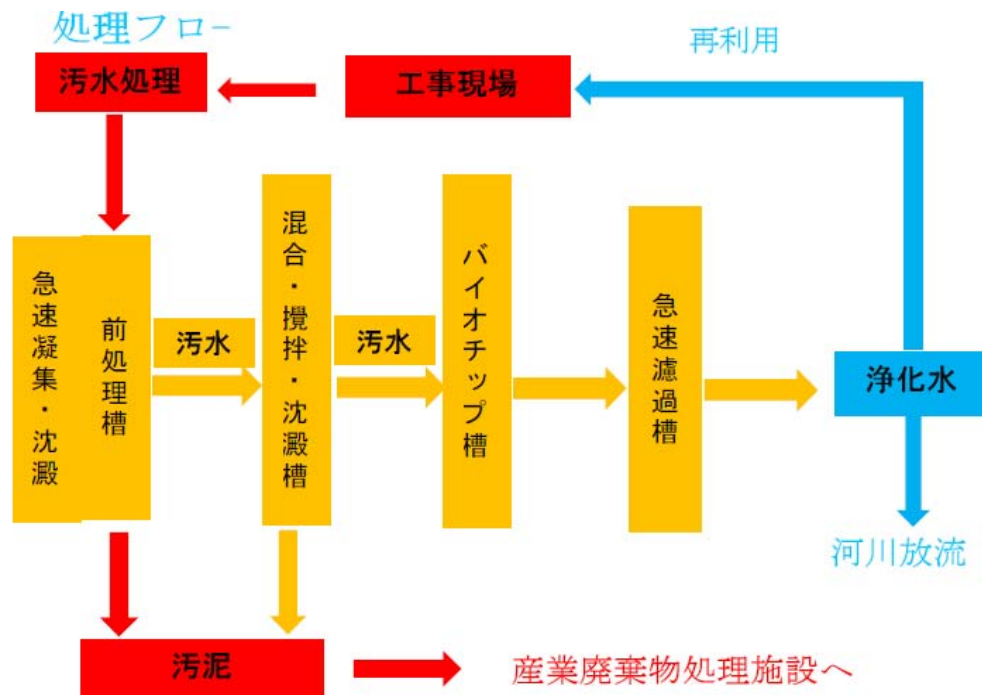 処理フロー
再利用
汚水処理
工事現場
急速凝集・沈澱
前処理槽
汚水
混合・攪拌・沈澱槽
汚水
バイオチップ槽
急速濾過槽
浄化水
河川放流
汚泥
産業廃棄物処理施設へ